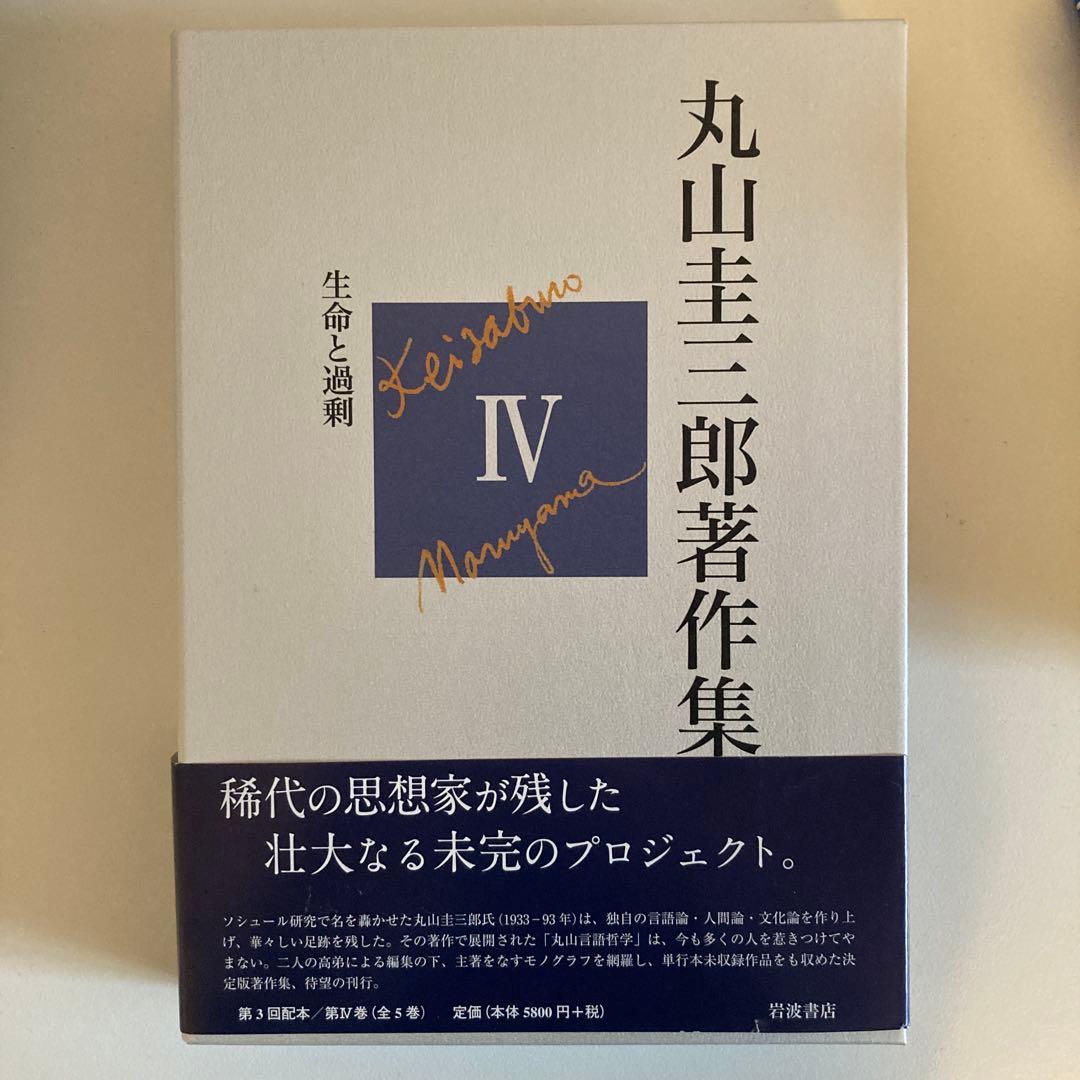 丸山圭三郎著作集
Keisaburo
IV
Maruyama
生命と過剰
稀代の思想家が残した
壮大なる未完のプロジェクト。
ソシュール研究で名を轟かせた丸山圭三郎氏(1933-93年)は、独自の言語論・人間論・文化論を作り上
げ、華々しい足跡を残した。その著作で展開された「丸山言語哲学」は、今も多くの人を惹きつけてや
まない。二人の高弟による編集の下、主著をなすモノグラフを網羅し、単行本未収録作品をも収めた決
定版著作集、待望の刊行。
第3回配本/第Ⅳ巻(全5巻) 定価(本体5800円+税) 岩波書店